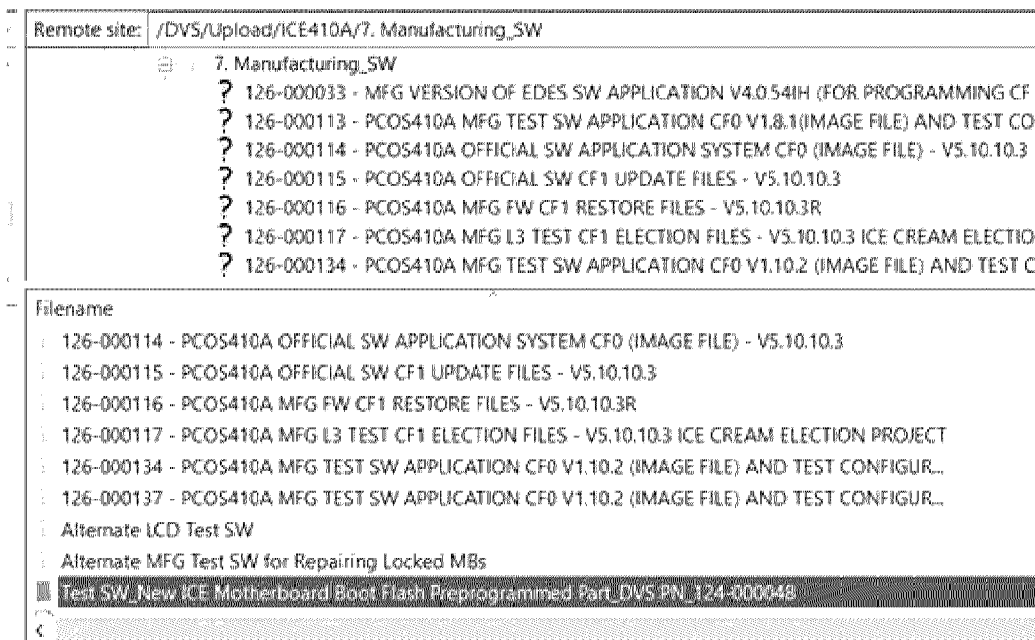 Remote site: /DVS/Upload/ICE410A/7. Manufacturing_SW
7. Manufacturing_SW
? 126-000033 - MFG VERSION OF EDES SW APPLICATION V4.0.54IH (FOR PROGRAMMING CF
? 126-000113 - PCOS410A MFG TEST SW APPLICATION CF0 V1.8.1(IMAGE FILE) AND TEST CO
? 126-000114 - PCOS410A OFFICIAL SW APPLICATION SYSTEM CF0 (IMAGE FILE) - V5.10.10.3
? 126-000115 - PCOS410A OFFICIAL SW CF1 UPDATE FILES - V5.10.10.3
? 126-000116 - PCOS410A MFG FW CF1 RESTORE FILES - V5.10.10.3R
? 126-000117 - PCOS410A MFG L3 TEST CF1 ELECTION FILES - V5.10.10.3 ICE CREAM ELECTIO
? 126-000134 - PCOS410A MFG TEST SW APPLICATION CF0 V1.10.2 (IMAGE FILE) AND TEST C
Filename
126-000114 - PCOS410A OFFICIAL SW APPLICATION SYSTEM CF0 (IMAGE FILE) - V5.10.10.3
126-000115 - PCOS410A OFFICIAL SW CF1 UPDATE FILES - V5.10.10.3
126-000116 - PCOS410A MFG FW CF1 RESTORE FILES - V5.10.10.3R
126-000117 - PCOS410A MFG L3 TEST CF1 ELECTION FILES - V5.10.10.3 ICE CREAM ELECTION PROJECT
126-000134 - PCOS410A MFG TEST SW APPLICATION CF0 V1.10.2 (IMAGE FILE) AND TEST CONFIGUR...
126-000137 - PCOS410A MFG TEST SW APPLICATION CF0 V1.10.2 (IMAGE FILE) AND TEST CONFIGUR...
Alternate LCD Test SW
Alternate MFG Test SW for Repairing Locked MBs
Test SW_New ICE Motherboard Boot Flash Preprogrammed Part_DVS PN_124-000048